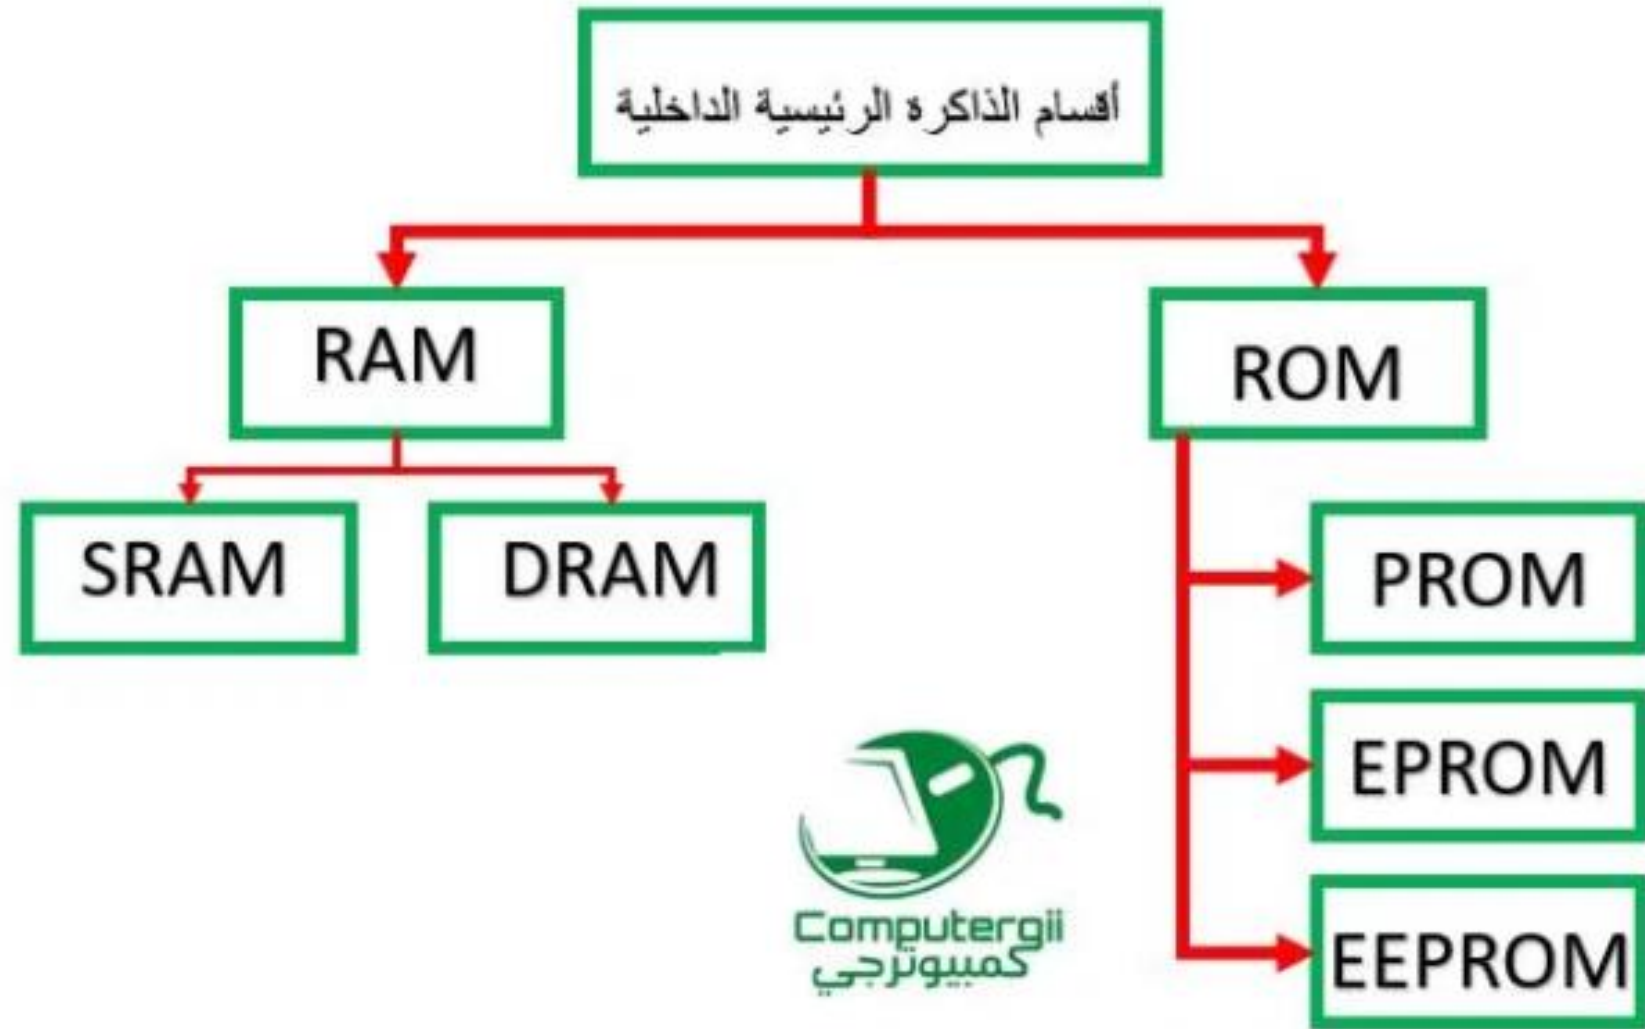 أقسام الذاكرة الرئيسية الداخلية
RAM
ROM
SRAM
DRAM
PROM
EPROM
EEPROM
Computergii
كمبيوترجي